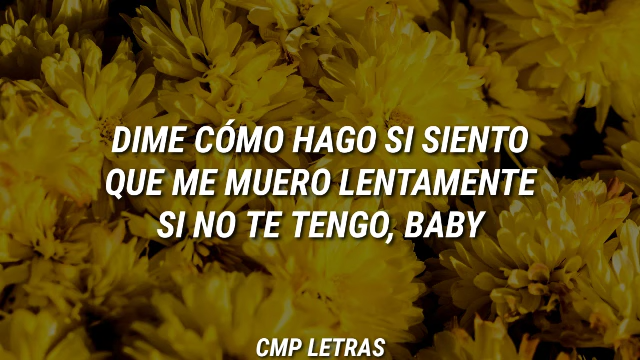 DIME CÓMO HAGO SI SIENTO
QUE ME MUERO LENTAMENTE
SI NO TE TENGO, BABY
CMP LETRAS